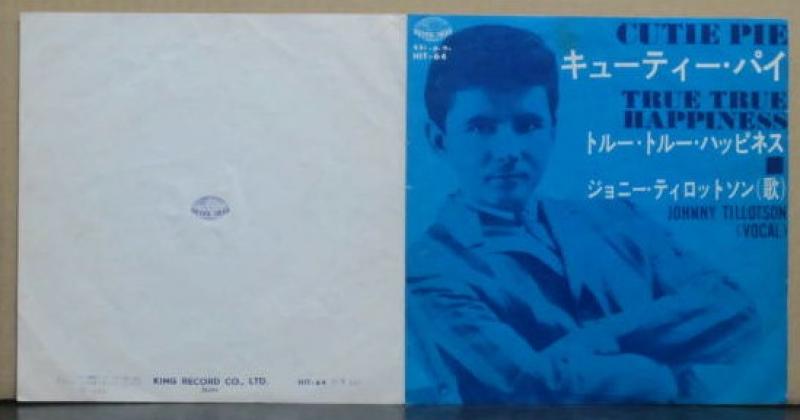 KING RECORD CO., LTD.
HIT-64
HIT-64
CUTIE PIE
キューティー・パイ
TRUE TRUE
HAPPINESS
トルー・トルー・ハッピネス
ジョニー・ティロットソン(歌)
JOHNNY TILLOTSON
(VOCAL)